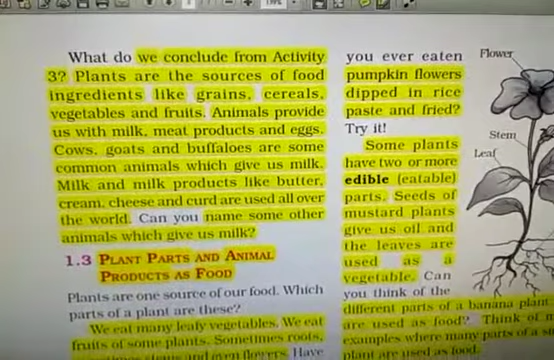 What do we conclude from Activity
3? Plants are the sources of food
ingredients like grains, cereals,
vegetables and fruits. Animals provide
us with milk, meat products and eggs.
Cows, goats and buffaloes are some
common animals which give us milk.
Milk and milk products like butter,
cream, cheese and curd are used all over
the world. Can you name some other
animals which give us milk?
1.3 PLANT PARTS AND ANIMAL
PRODUCTS AS FOOD
Plants are one source of our food. Which
parts of a plant are these?
We eat many leafy vegetables. We eat
fruits of some plants. Sometimes roots,
sometimes stems and even flowers. Have
you ever eaten
pumpkin flowers
dipped in rice
paste and fried?
Try it!
Some plants
have two or more
edible (eatable)
parts. Seeds of
mustard plants
give us oil and
the leaves are
used as a
vegetable. Can
you think of the
different parts of a banana plant
are used as food? Think of
examples where many parts of a
plant are used as food.
Flower
Stem
Leaf